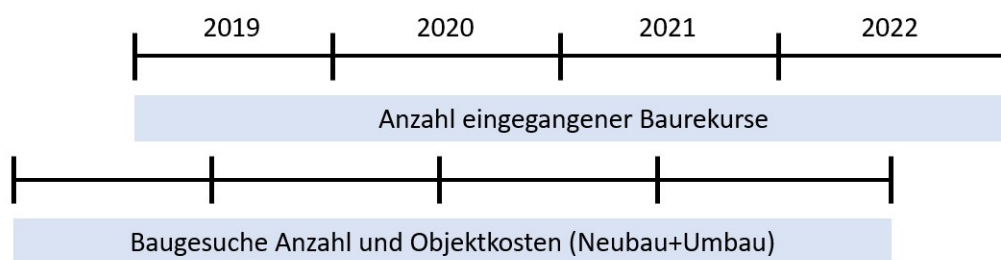 2019 2020 2021 2022
Anzahl eingegangener Baurekurse
Baugesuche Anzahl und Objektkosten (Neubau+Umbau)